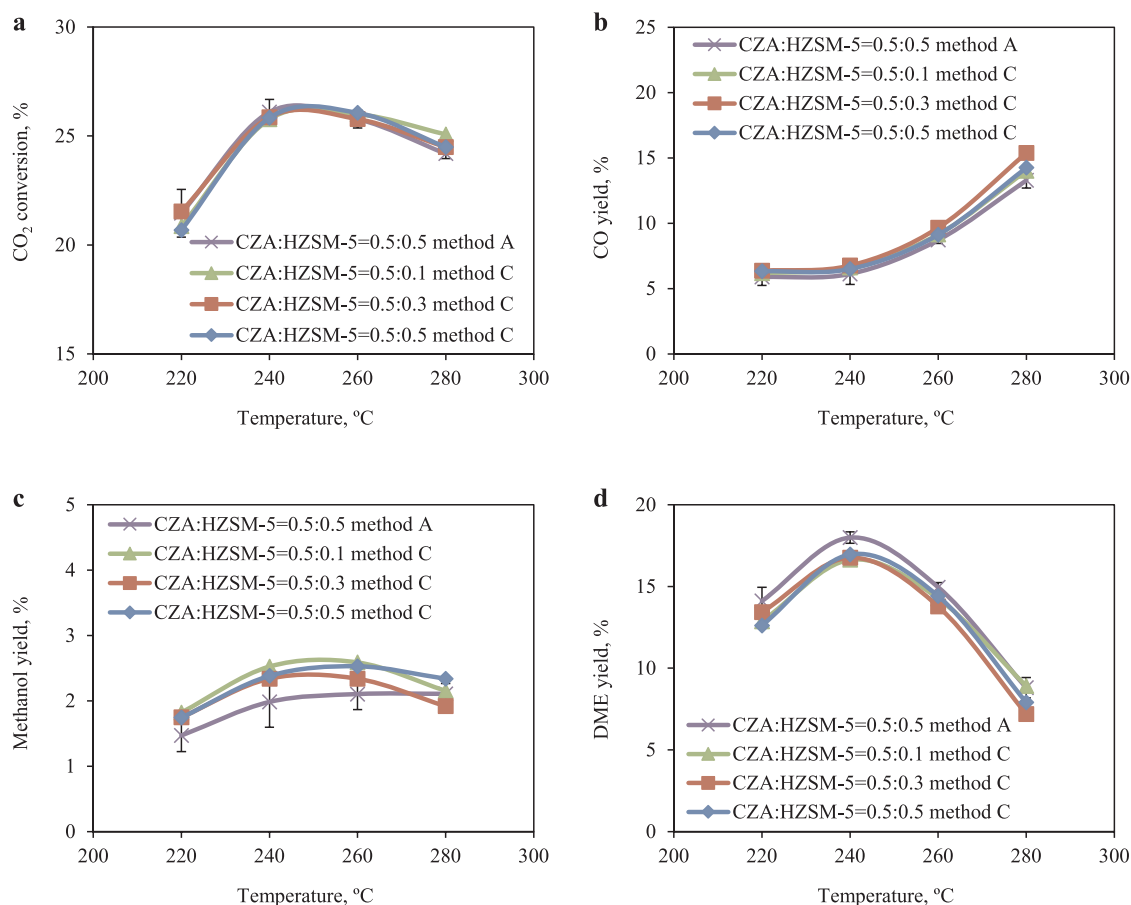 a
30
25
20
15
CO₂ conversion, %
CZA:HZSM-5=0.5:0.5 method A
CZA:HZSM-5=0.5:0.1 method C
CZA:HZSM-5=0.5:0.3 method C
CZA:HZSM-5=0.5:0.5 method C
200 220 240 260 280 300
Temperature, ºC
b
25
20
15
10
5
0
CO yield, %
CZA:HZSM-5=0.5:0.5 method A
CZA:HZSM-5=0.5:0.1 method C
CZA:HZSM-5=0.5:0.3 method C
CZA:HZSM-5=0.5:0.5 method C
200 220 240 260 280 300
Temperature, ºC
c
5
4
3
2
1
0
Methanol yield, %
CZA:HZSM-5=0.5:0.5 method A
CZA:HZSM-5=0.5:0.1 method C
CZA:HZSM-5=0.5:0.3 method C
CZA:HZSM-5=0.5:0.5 method C
200 220 240 260 280 300
Temperature, ºC
d
20
15
10
5
0
DME yield, %
CZA:HZSM-5=0.5:0.5 method A
CZA:HZSM-5=0.5:0.1 method C
CZA:HZSM-5=0.5:0.3 method C
CZA:HZSM-5=0.5:0.5 method C
200 220 240 260 280 300
Temperature, ºC